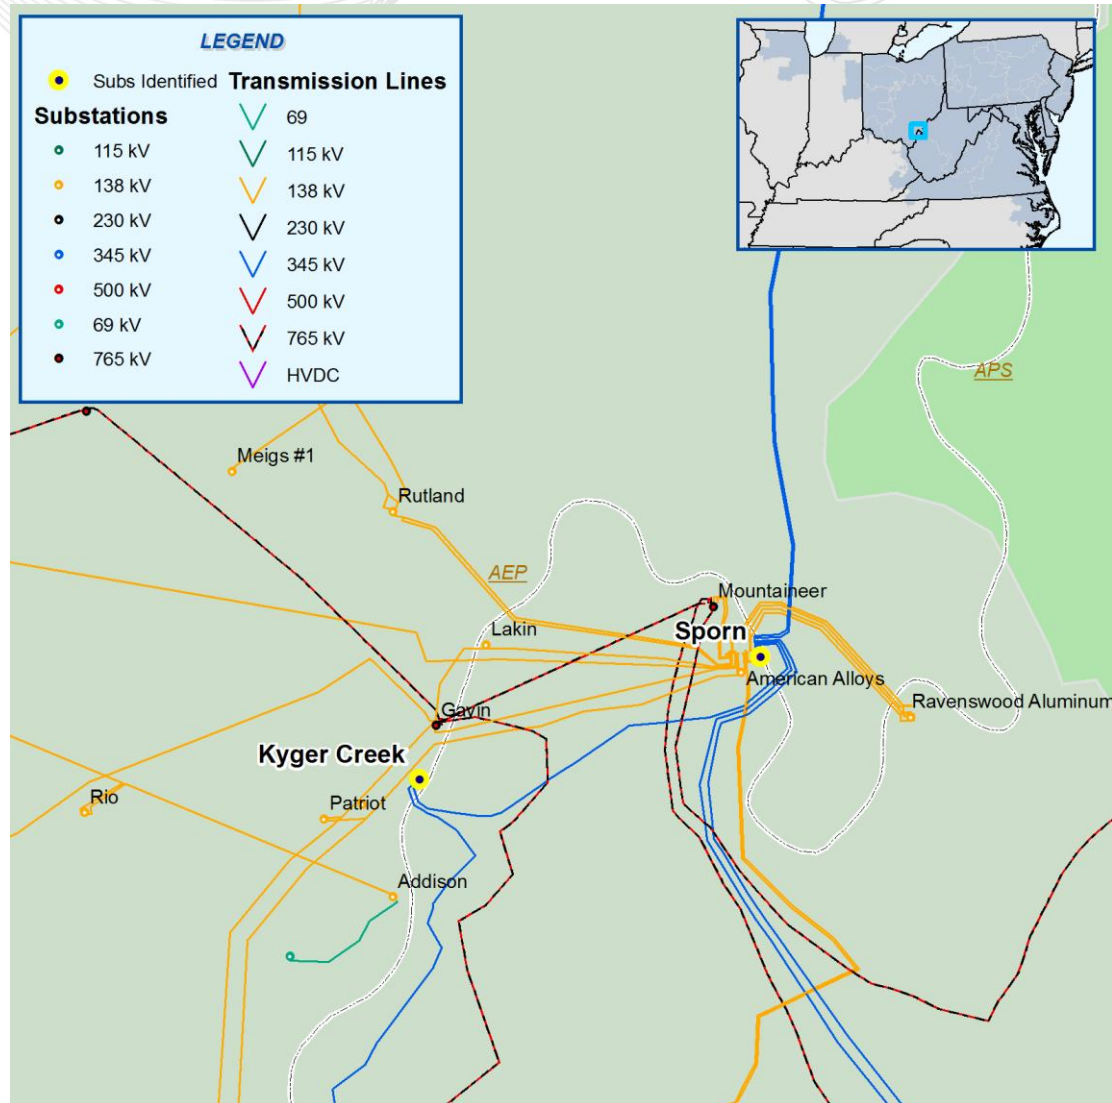 LEGEND
Subs Identified
Transmission Lines
Substations
69
115 kV
115 kV
138 kV
138 kV
230 kV
230 kV
345 kV
345 kV
500 kV
500 kV
69 kV
765 kV
765 kV
HVDC
APS
Meigs #1
Rutland
AEP
Mountaineer
Lakin
Sporn
American Alloys
Ravenswood Aluminum
Gavin
Kyger Creek
Rio
Patriot
Addison